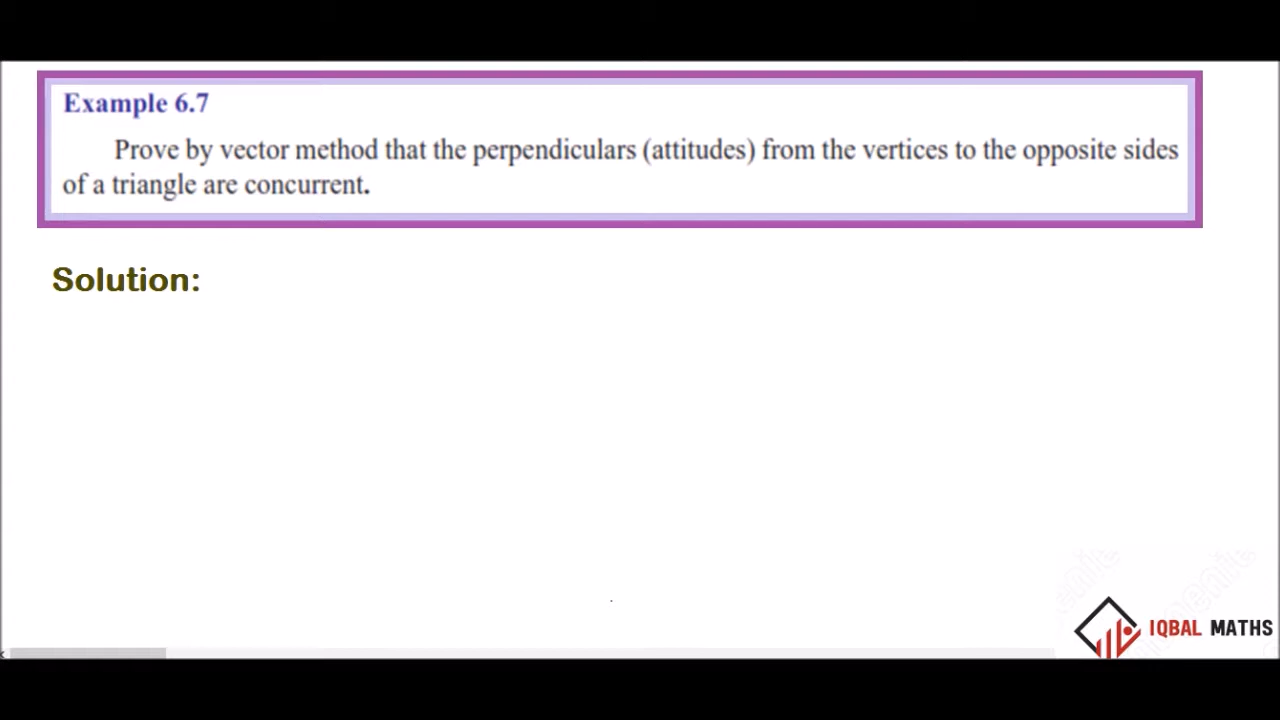 Example 6.7
Prove by vector method that the perpendiculars (attitudes) from the vertices to the opposite sides
of a triangle are concurrent.
Solution:
IQBAL MATHS